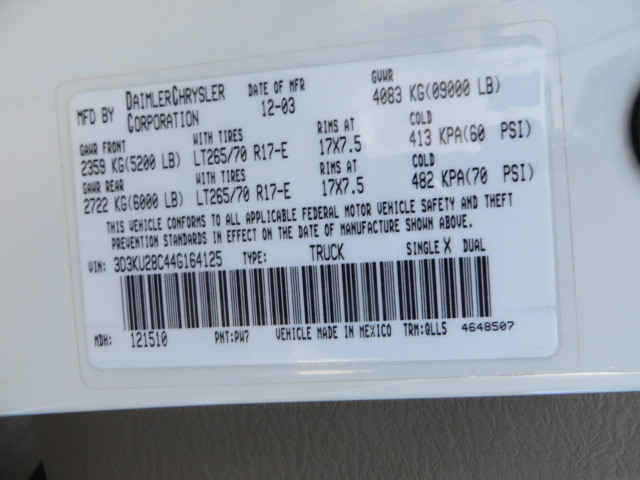 MFD BY DAIMLERCHRYSLER CORPORATION DATE OF MFR 12-03 GVWR 4083 KG(09000 LB)
GAWR FRONT WITH TIRES RIMS AT COLD
2359 KG(5200 LB) LT265/70 R17-E 17X7.5 413 KPA(60 PSI)
GAWR REAR WITH TIRES RIMS AT COLD
2722 KG(6000 LB) LT265/70 R17-E 17X7.5 482 KPA(70 PSI)
THIS VEHICLE CONFORMS TO ALL APPLICABLE FEDERAL MOTOR VEHICLE SAFETY AND THEFT
PREVENTION STANDARDS IN EFFECT ON THE DATE OF MANUFACTURE SHOWN ABOVE.
VIN: 3D3KU28C44G164125 TYPE: TRUCK SINGLE X DUAL
MDH: 121510 PNT:PW7 VEHICLE MADE IN MEXICO TRM:QLL5 4648507